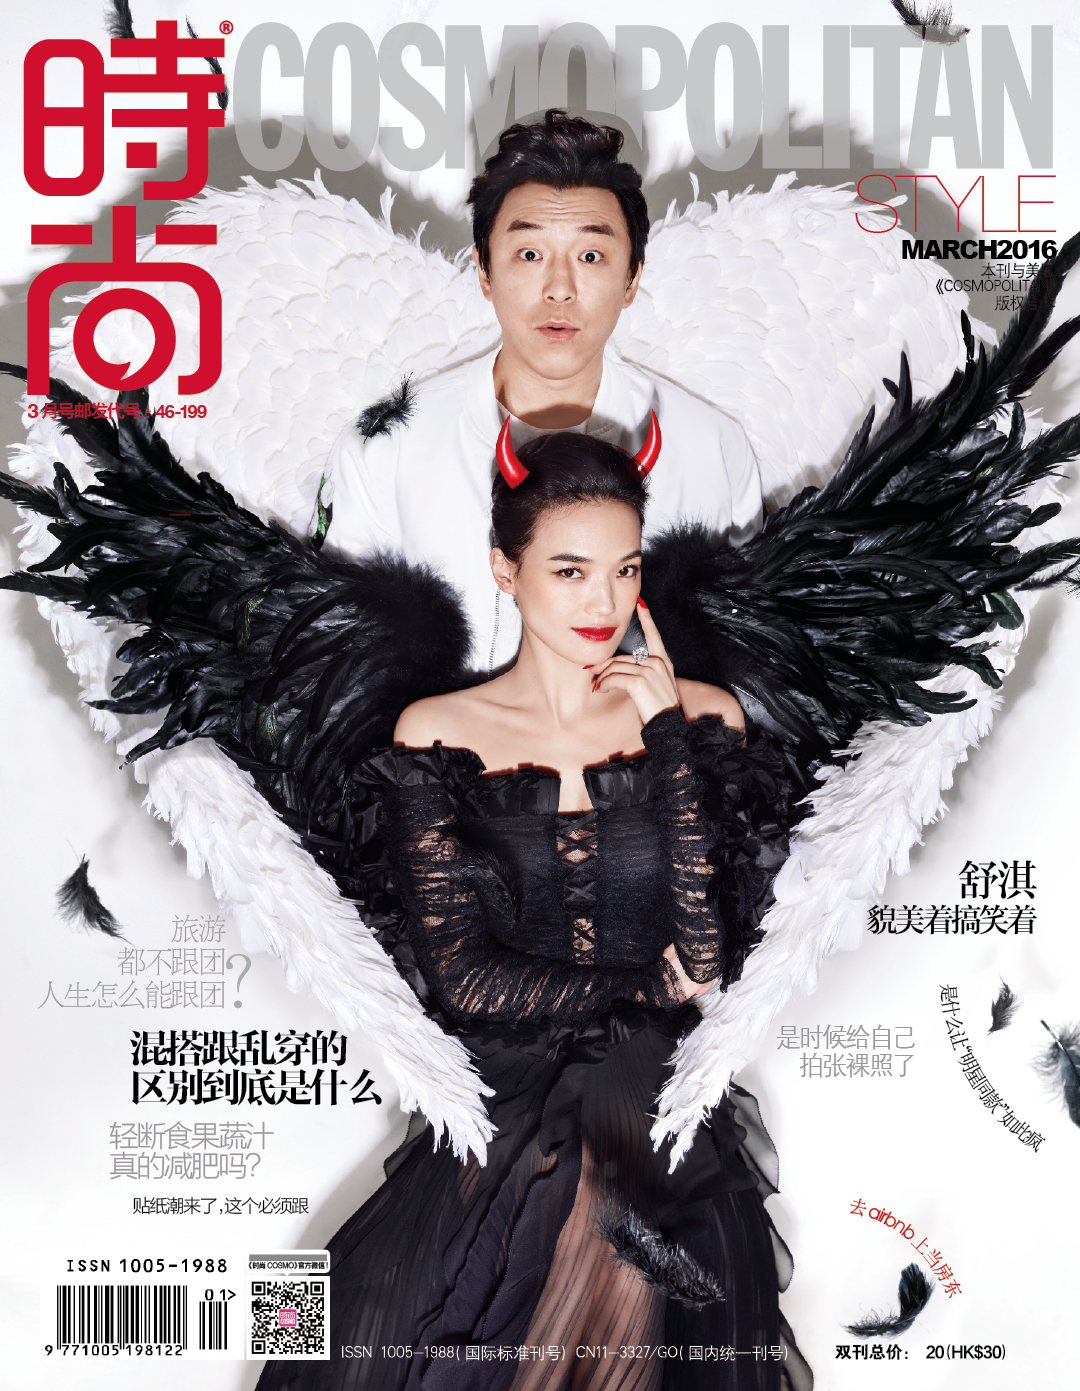 時尚®
COSMOPOLITAN
STYLE
MARCH2016
本刊与美国
《COSMOPOLITAN》
版权合作
3月号邮发代号：46-199
舒淇
貌美着搞笑着
旅游
都不跟团
人生怎么能跟团？
混搭跟乱穿的
区别到底是什么
轻断食果蔬汁
真的减肥吗？
贴纸潮来了，这个必须跟
是时候给自己
拍张裸照了
是什么让“明星同款”如此疯
去airbnb上当房东
ISSN 1005-1988
01>
9 771005 198122
《时尚 COSMO》官方微信！
COSMO
ISSN 1005-1988(国际标准刊号) CN11-3327/GO(国内统一刊号)
双刊总价： 20(HK$30)